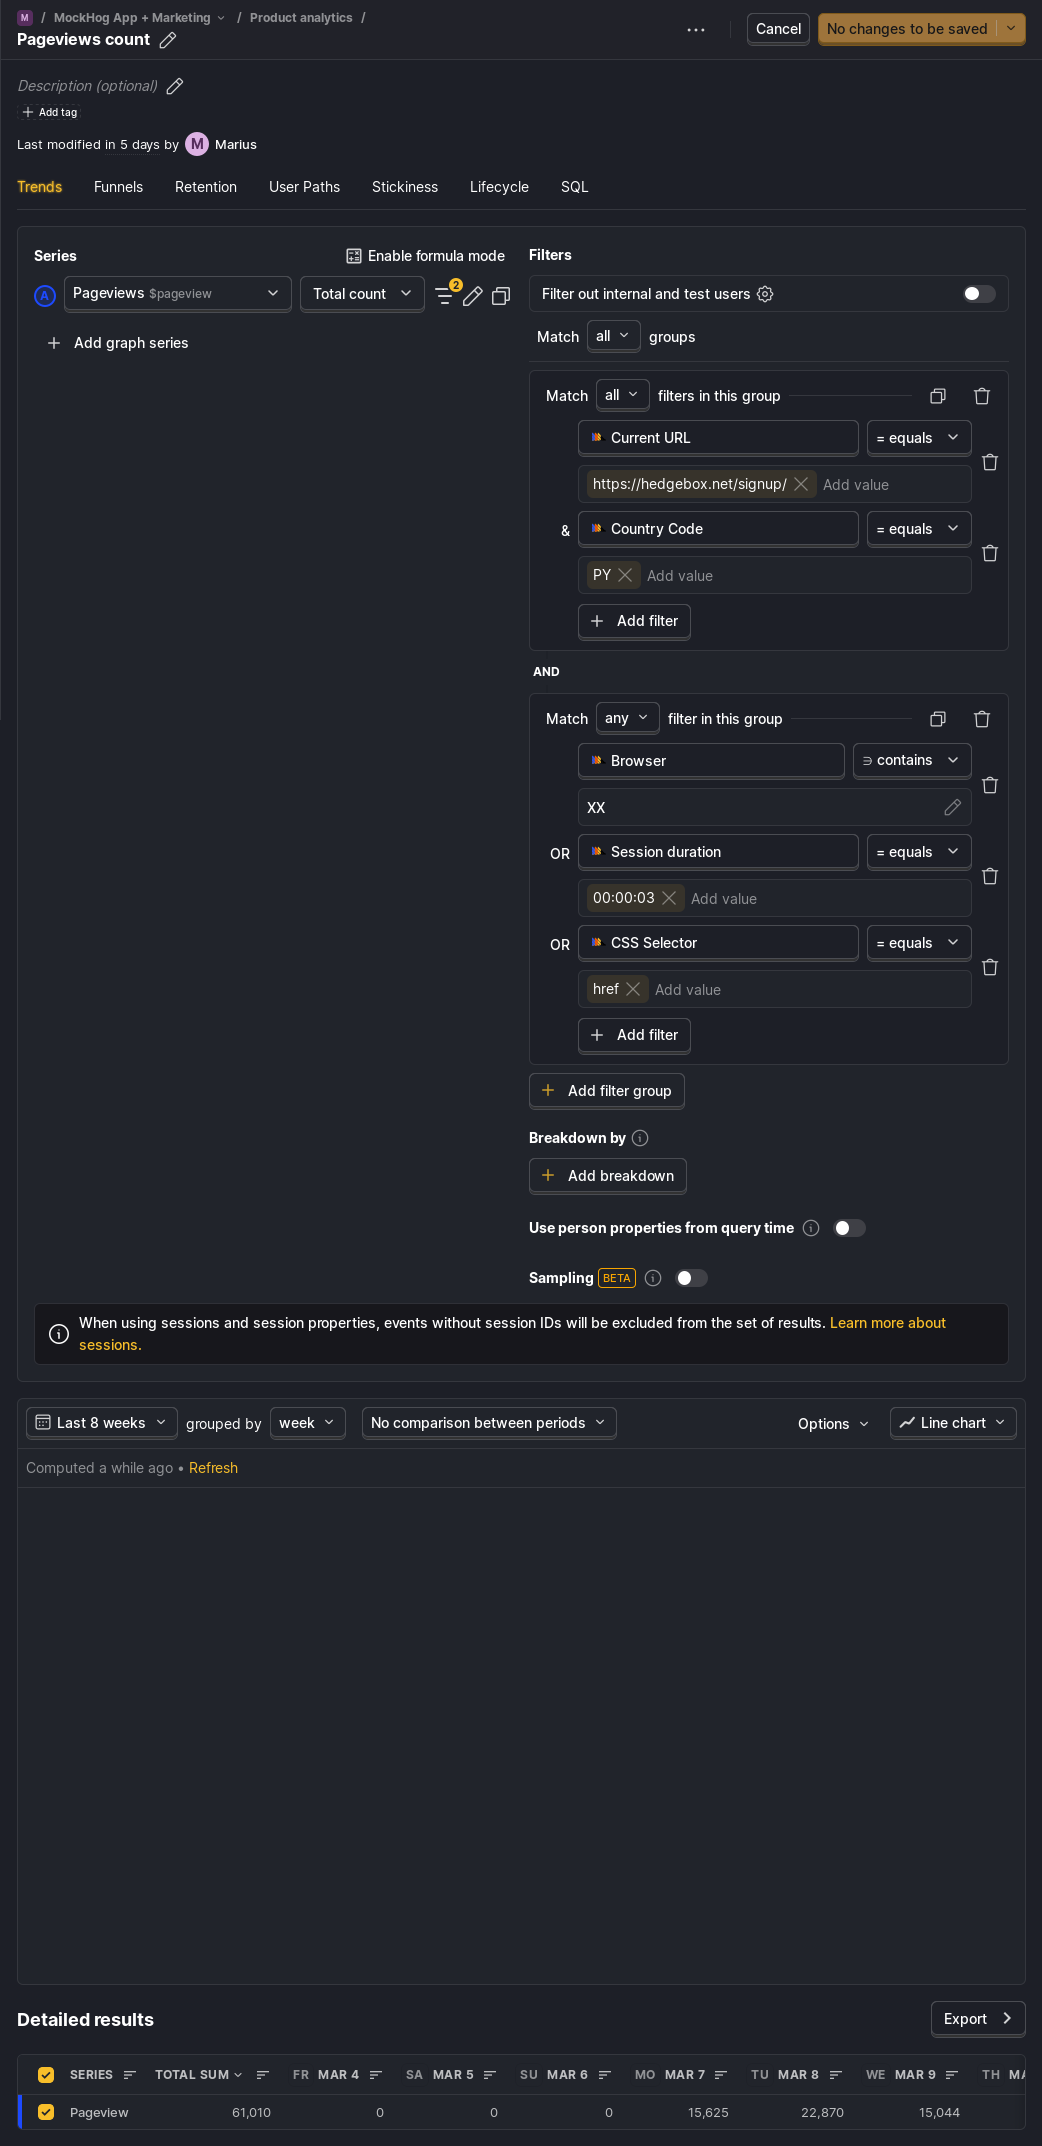 M / MockHog App + Marketing / Product analytics /
Pageviews count
Cancel
No changes to be saved
Description (optional)
Add tag
Last modified in 5 days by M Marius
Trends Funnels Retention User Paths Stickiness Lifecycle SQL
Series
Enable formula mode
A Pageviews $pageview Total count 2
Add graph series
Filters
Filter out internal and test users
Match all groups
Match all filters in this group
Current URL = equals
https://hedgebox.net/signup/ Add value
& Country Code = equals
PY Add value
Add filter
AND
Match any filter in this group
Browser ∋ contains
XX
OR Session duration = equals
00:00:03 Add value
OR CSS Selector = equals
href Add value
Add filter
Add filter group
Breakdown by
Add breakdown
Use person properties from query time
Sampling BETA
When using sessions and session properties, events without session IDs will be excluded from the set of results. Learn more about
sessions.
Last 8 weeks grouped by week No comparison between periods Options Line chart
Computed a while ago • Refresh
Detailed results
Export
SERIES TOTAL SUM FR MAR 4 SA MAR 5 SU MAR 6 MO MAR 7 TU MAR 8 WE MAR 9 TH
Pageview 61,010 0 0 0 15,625 22,870 15,044